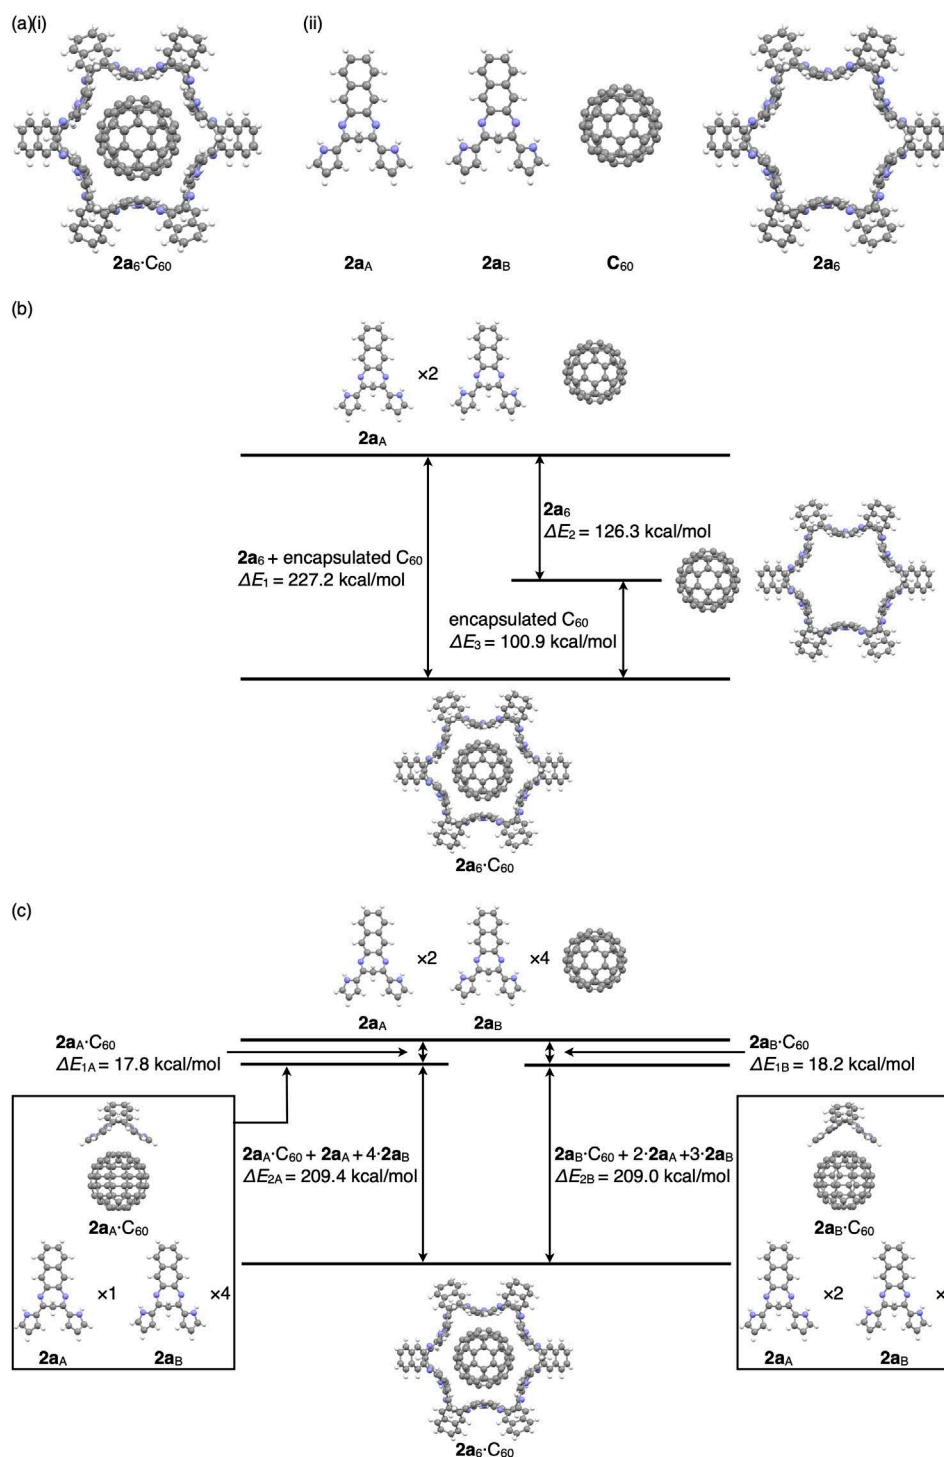 (a)(i)
(ii)
2a6·C60
2aA
2aB
C60
2a6
(b)
×2
2aA
2a6
ΔE2 = 126.3 kcal/mol
2a6 + encapsulated C60
ΔE1 = 227.2 kcal/mol
encapsulated C60
ΔE3 = 100.9 kcal/mol
2a6·C60
(c)
×2
×4
2aA
2aB
2aA·C60
ΔE1A = 17.8 kcal/mol
2aB·C60
ΔE1B = 18.2 kcal/mol
2aA·C60 + 2aA + 4·2aB
ΔE2A = 209.4 kcal/mol
2aB·C60 + 2·2aA +3·2aB
ΔE2B = 209.0 kcal/mol
2aA·C60
×1
×4
2aA
2aB
2aB·C60
×2
×
2aA
2aB
2a6·C60